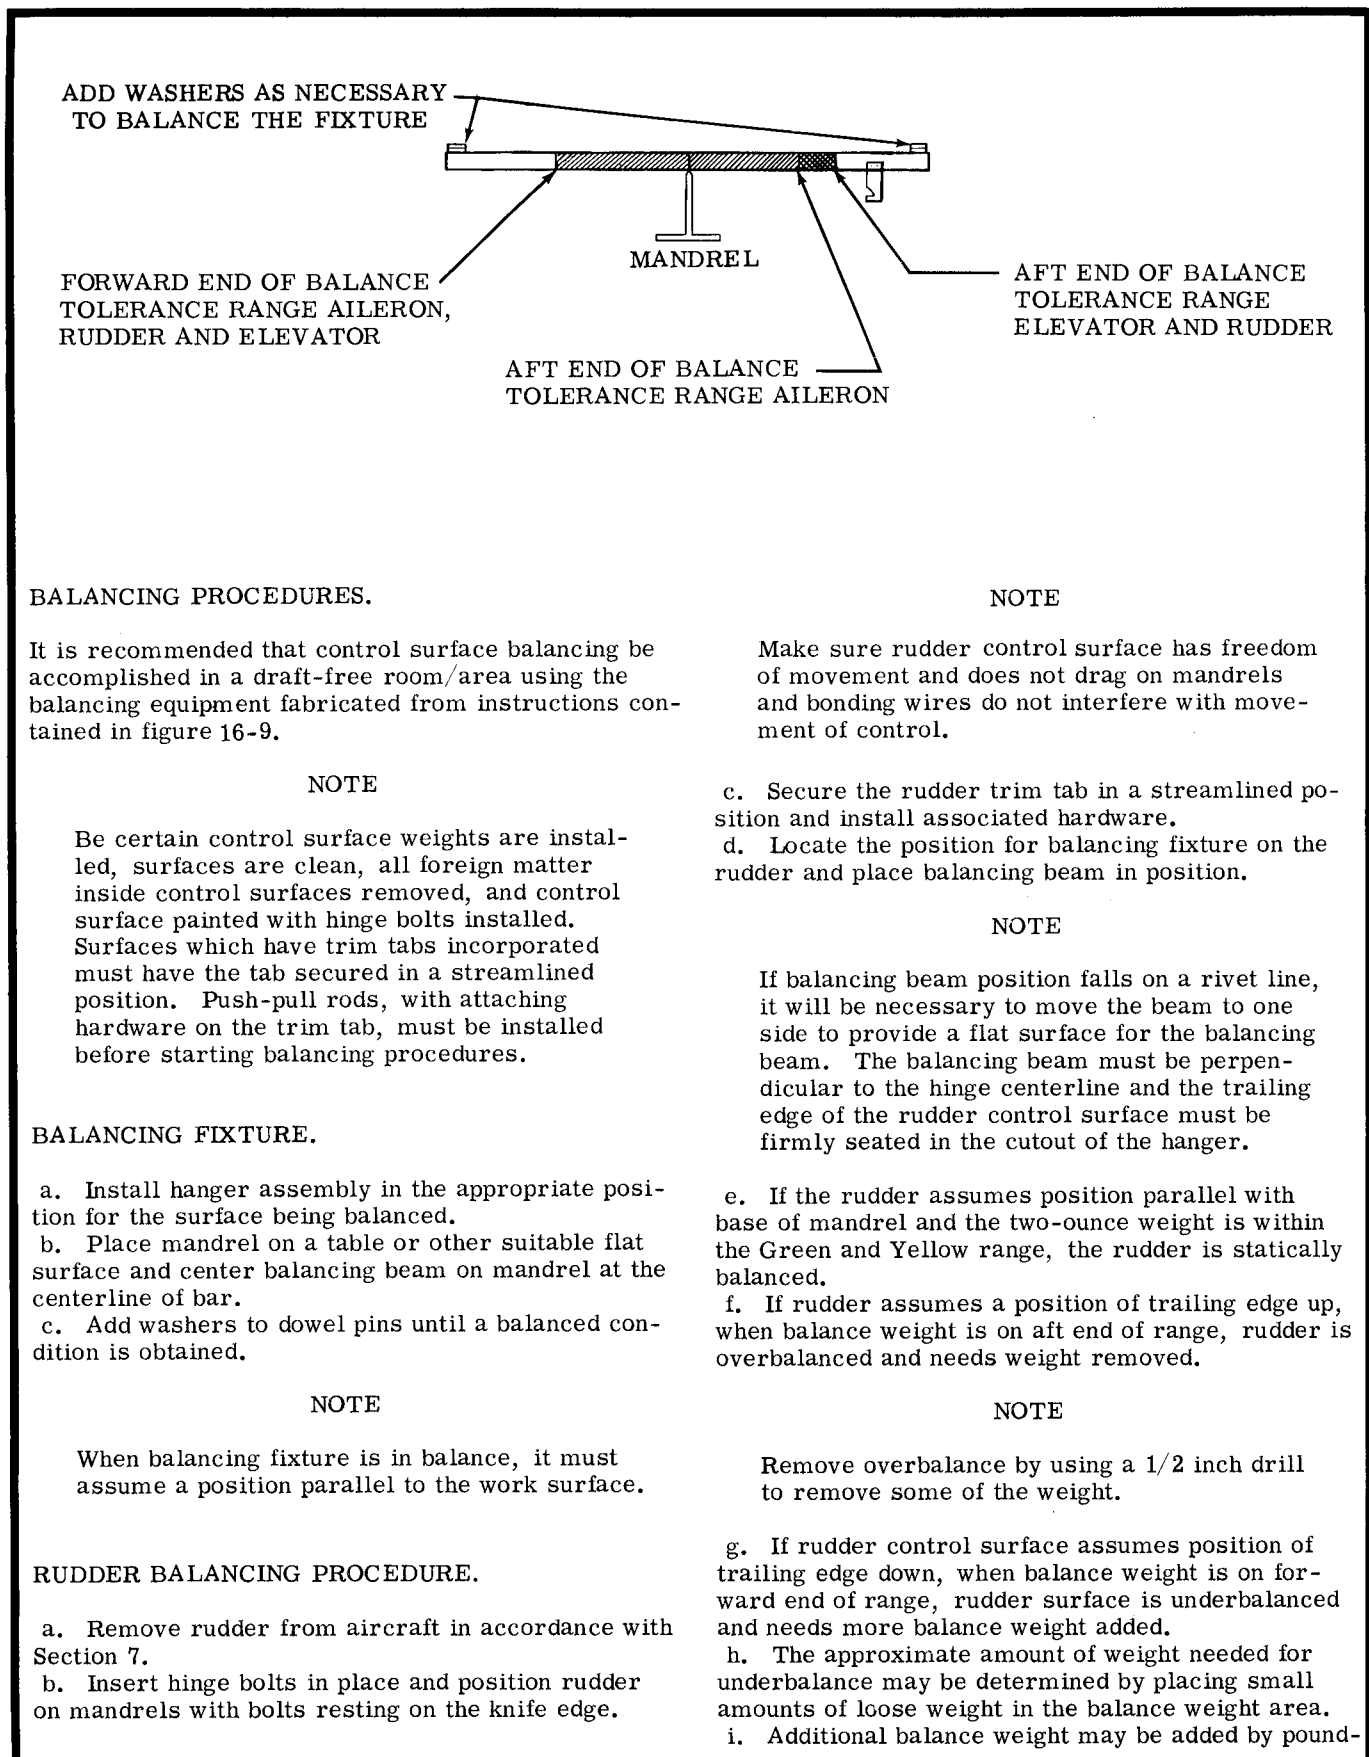 ADD WASHERS AS NECESSARY
TO BALANCE THE FIXTURE
MANDREL
FORWARD END OF BALANCE
TOLERANCE RANGE AILERON,
RUDDER AND ELEVATOR
AFT END OF BALANCE
TOLERANCE RANGE
ELEVATOR AND RUDDER
AFT END OF BALANCE
TOLERANCE RANGE AILERON
BALANCING PROCEDURES.
It is recommended that control surface balancing be
accomplished in a draft-free room/area using the
balancing equipment fabricated from instructions con-
tained in figure 16-9.
NOTE
Be certain control surface weights are instal-
led, surfaces are clean, all foreign matter
inside control surfaces removed, and control
surface painted with hinge bolts installed.
Surfaces which have trim tabs incorporated
must have the tab secured in a streamlined
position. Push-pull rods, with attaching
hardware on the trim tab, must be installed
before starting balancing procedures.
BALANCING FIXTURE.
a. Install hanger assembly in the appropriate posi-
tion for the surface being balanced.
b. Place mandrel on a table or other suitable flat
surface and center balancing beam on mandrel at the
centerline of bar.
c. Add washers to dowel pins until a balanced con-
dition is obtained.
NOTE
When balancing fixture is in balance, it must
assume a position parallel to the work surface.
RUDDER BALANCING PROCEDURE.
a. Remove rudder from aircraft in accordance with
Section 7.
b. Insert hinge bolts in place and position rudder
on mandrels with bolts resting on the knife edge.
NOTE
Make sure rudder control surface has freedom
of movement and does not drag on mandrels
and bonding wires do not interfere with move-
ment of control.
c. Secure the rudder trim tab in a streamlined po-
sition and install associated hardware.
d. Locate the position for balancing fixture on the
rudder and place balancing beam in position.
NOTE
If balancing beam position falls on a rivet line,
it will be necessary to move the beam to one
side to provide a flat surface for the balancing
beam. The balancing beam must be perpen-
dicular to the hinge centerline and the trailing
edge of the rudder control surface must be
firmly seated in the cutout of the hanger.
e. If the rudder assumes position parallel with
base of mandrel and the two-ounce weight is within
the Green and Yellow range, the rudder is statically
balanced.
f. If rudder assumes a position of trailing edge up,
when balance weight is on aft end of range, rudder is
overbalanced and needs weight removed.
NOTE
Remove overbalance by using a 1/2 inch drill
to remove some of the weight.
g. If rudder control surface assumes position of
trailing edge down, when balance weight is on for-
ward end of range, rudder surface is underbalanced
and needs more balance weight added.
h. The approximate amount of weight needed for
underbalance may be determined by placing small
amounts of loose weight in the balance weight area.
i. Additional balance weight may be added by pound-